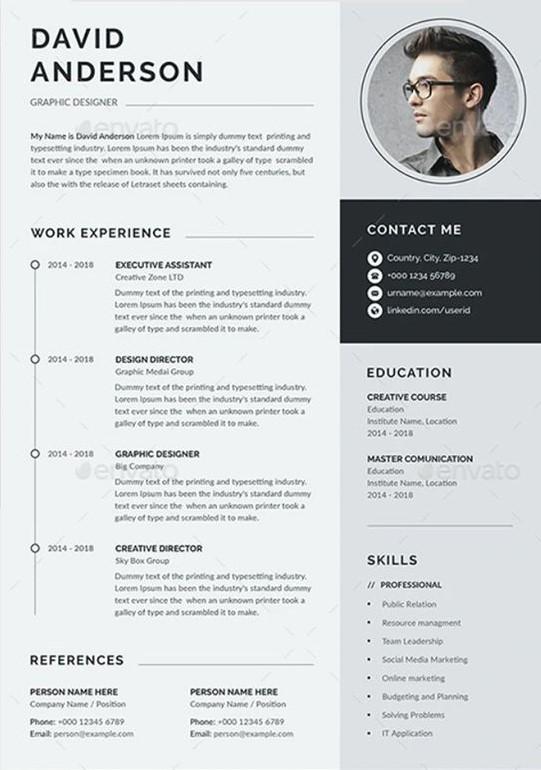 DAVID
ANDERSON
GRAPHIC DESIGNER
My Name is David Anderson Lorem Ipsum is simply dummy text printing and
typesetting industry. Lorem Ipsum has been the industry's standard dummy
text ever since the when an unknown printer took a galley of type scrambled
it to make a type specimen book. It has survived not only five centuries, but
also the with the release of Letraset sheets containing.
WORK EXPERIENCE
2014 - 2018 EXECUTIVE ASSISTANT
Creative Zone LTD
Dummy text of the printing and typesetting industry.
Lorem Ipsum has been the industry's standard dummy
text ever since the when an unknown printer took a
galley of type and scrambled it to make.
2014 - 2018 DESIGN DIRECTOR
Graphic Medai Group
Dummy text of the printing and typesetting industry.
Lorem Ipsum has been the industry's standard dummy
text ever since the when an unknown printer took a
galley of type and scrambled it to make.
2014 - 2018 GRAPHIC DESIGNER
Big Company
Dummy text of the printing and typesetting industry.
Lorem Ipsum has been the industry's standard dummy
text ever since the when an unknown printer took a
galley of type and scrambled it to make.
2014 - 2018 CREATIVE DIRECTOR
Sky Box Group
Dummy text of the printing and typesetting industry.
Lorem Ipsum has been the industry's standard dummy
text ever since the when an unknown printer took a
galley of type and scrambled it to make.
REFERENCES
PERSON NAME HERE
Company Name / Position
Phone: +000 12345 6789
Email: person@example.com
PERSON NAME HERE
Company Name / Position
Phone: +000 12345 6789
Email: person@example.com
CONTACT ME
Country, City, Zip-1234
+000 1234 56789
urname@example.com
linkedin.com/userid
EDUCATION
CREATIVE COURSE
Education
Institute Name, Location
2014 - 2018
MASTER COMUNICATION
Education
Institute Name, Location
2014 - 2018
SKILLS
// PROFESSIONAL
• Public Relation
• Resource managment
• Team Leadership
• Social Media Marketing
• Online marketing
• Budgeting and Planning
• Solving Problems
• IT Application
envato
envato
envato
envato